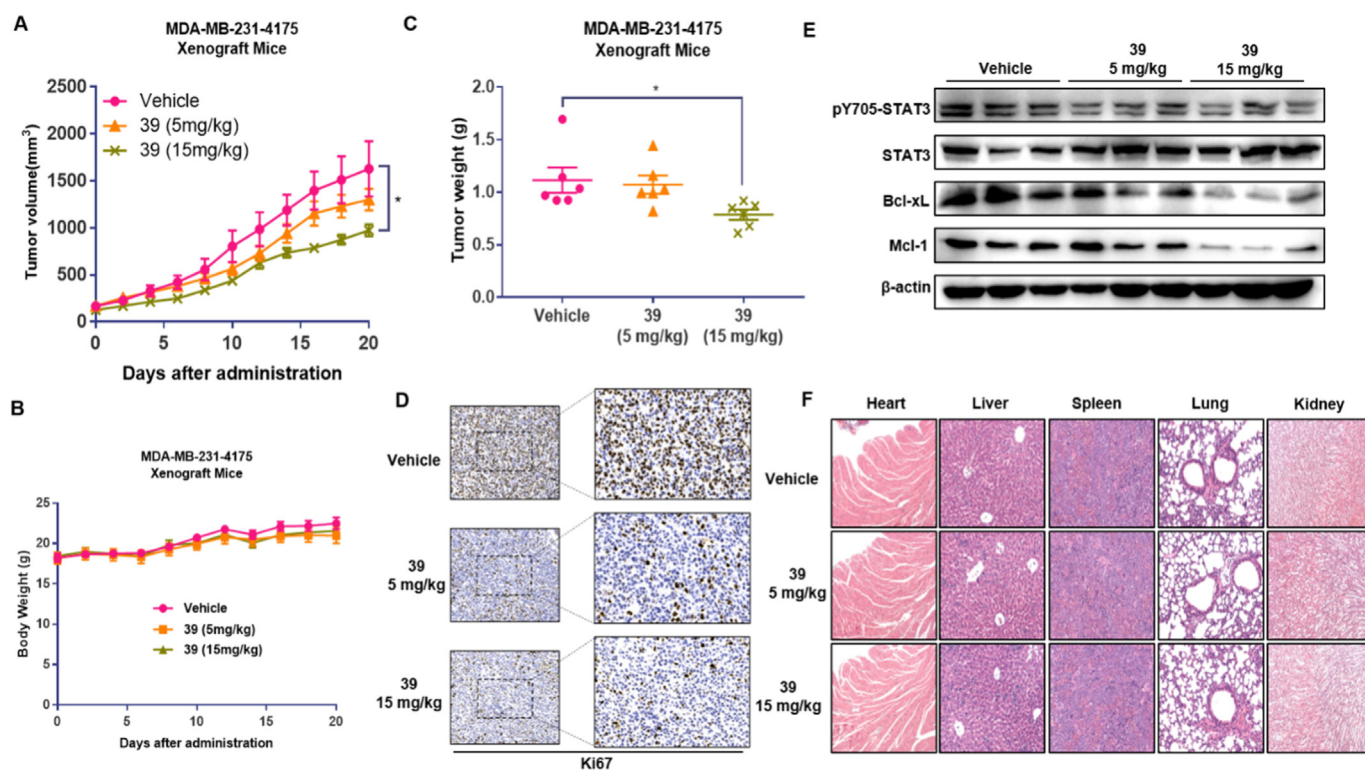 A
MDA-MB-231-4175
Xenograft Mice
Tumor volume(mm³)
2500
2000
1500
1000
500
0
Vehicle
39 (5mg/kg)
39 (15mg/kg)
*
0
5
10
15
20
Days after administration
B
MDA-MB-231-4175
Xenograft Mice
Body Weight (g)
25
20
15
10
5
0
Vehicle
39 (5mg/kg)
39 (15mg/kg)
0
5
10
15
20
Days after administration
C
MDA-MB-231-4175
Xenograft Mice
Tumor weight (g)
2.0
1.5
1.0
0.5
0.0
*
Vehicle
39
(5 mg/kg)
39
(15 mg/kg)
D
Vehicle
39
5 mg/kg
39
15 mg/kg
Ki67
E
Vehicle
39
5 mg/kg
39
15 mg/kg
pY705-STAT3
STAT3
Bcl-xL
Mcl-1
β-actin
F
Heart
Liver
Spleen
Lung
Kidney
Vehicle
39
5 mg/kg
39
15 mg/kg